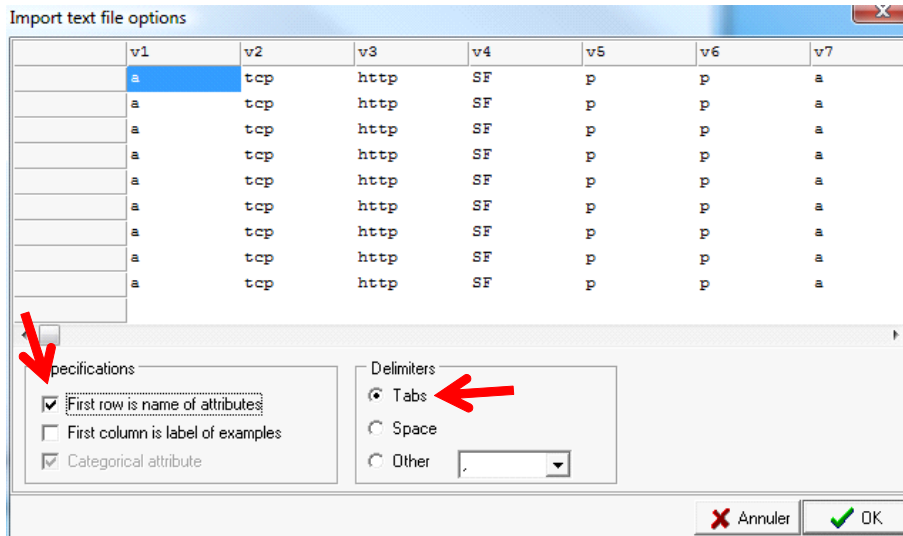 Import text file options
v1 v2 v3 v4 v5 v6 v7
a tcp http SF p p a
a tcp http SF p p a
a tcp http SF p p a
a tcp http SF p p a
a tcp http SF p p a
a tcp http SF p p a
a tcp http SF p p a
a tcp http SF p p a
a tcp http SF p p a
Specifications
First row is name of attributes
First column is label of examples
Categorical attribute
Delimiters
Tabs
Space
Other ,
Annuler OK